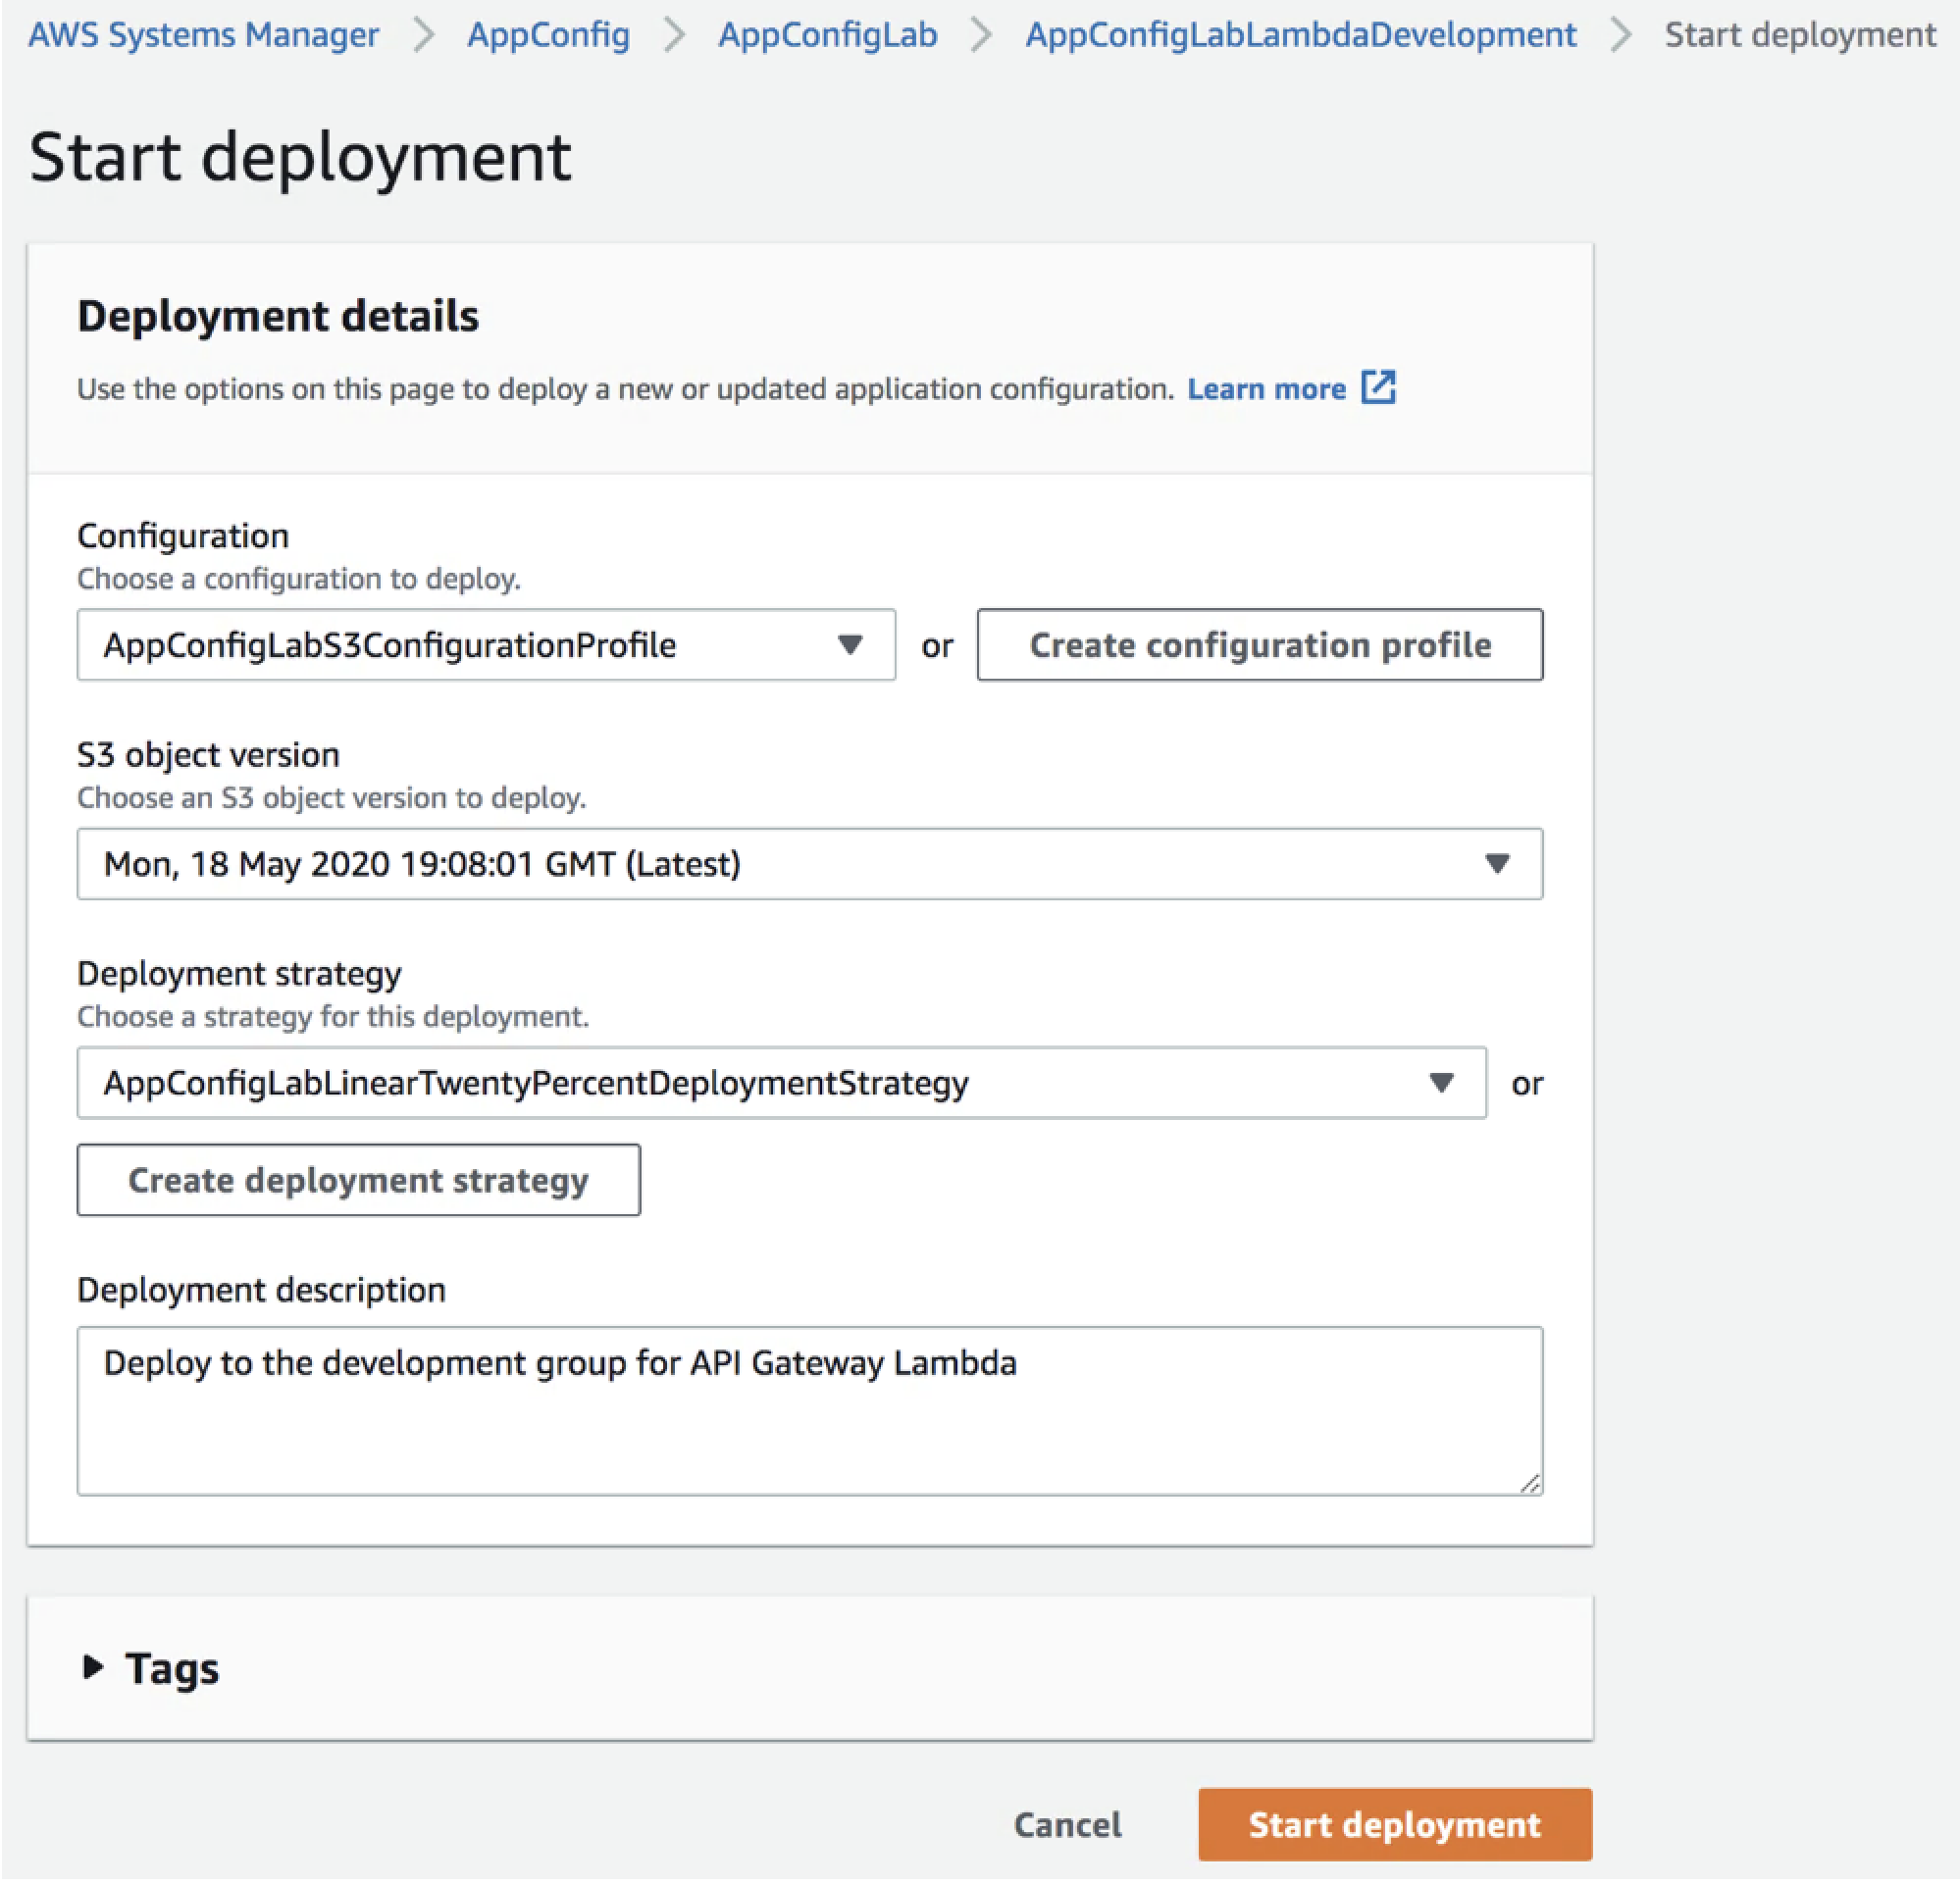 AWS Systems Manager > AppConfig > AppConfigLab > AppConfigLabLambdaDevelopment > Start deployment
Start deployment
Deployment details
Use the options on this page to deploy a new or updated application configuration. Learn more
Configuration
Choose a configuration to deploy.
AppConfigLabS3ConfigurationProfile or Create configuration profile
S3 object version
Choose an S3 object version to deploy.
Mon, 18 May 2020 19:08:01 GMT (Latest)
Deployment strategy
Choose a strategy for this deployment.
AppConfigLabLinearTwentyPercentDeploymentStrategy or
Create deployment strategy
Deployment description
Deploy to the development group for API Gateway Lambda
Tags
Cancel Start deployment